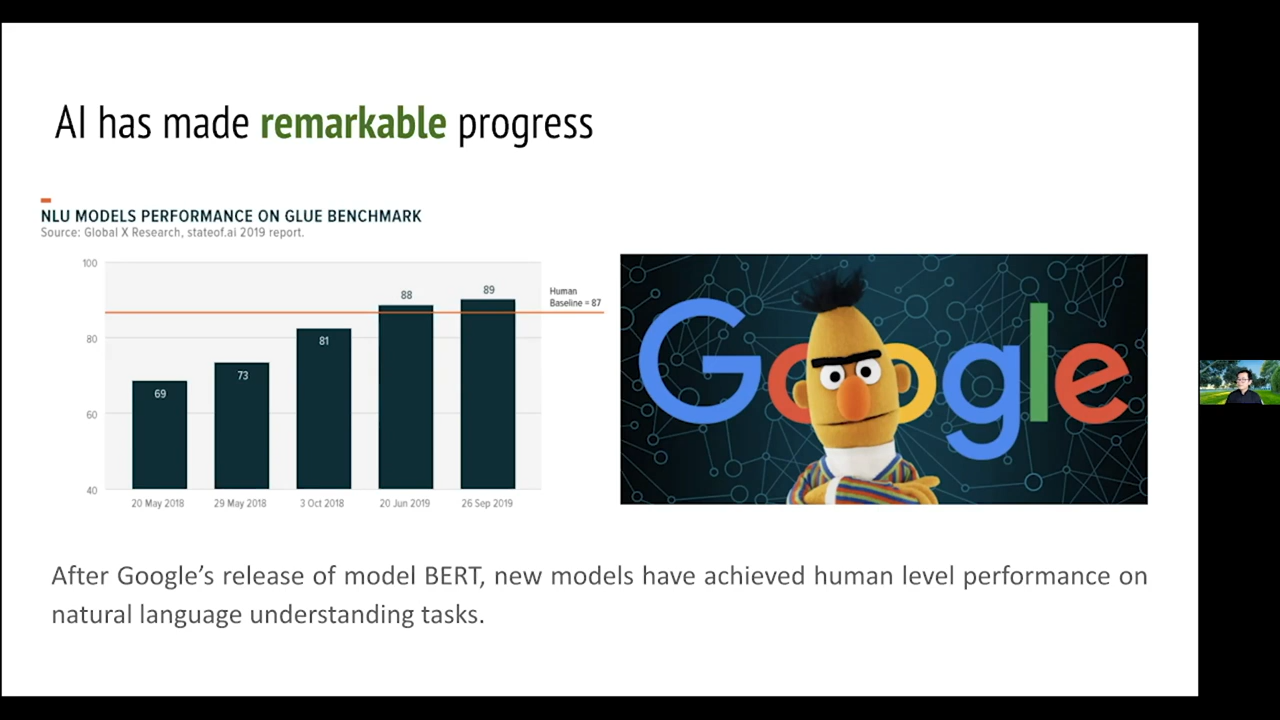 AI has made remarkable progress
NLU MODELS PERFORMANCE ON GLUE BENCHMARK
Source: Global X Research, stateof.ai 2019 report.
100
80
60
40
69
73
81
88
89
Human
Baseline = 87
20 May 2018
29 May 2018
3 Oct 2018
20 Jun 2019
26 Sep 2019
Google
After Google’s release of model BERT, new models have achieved human level performance on
natural language understanding tasks.